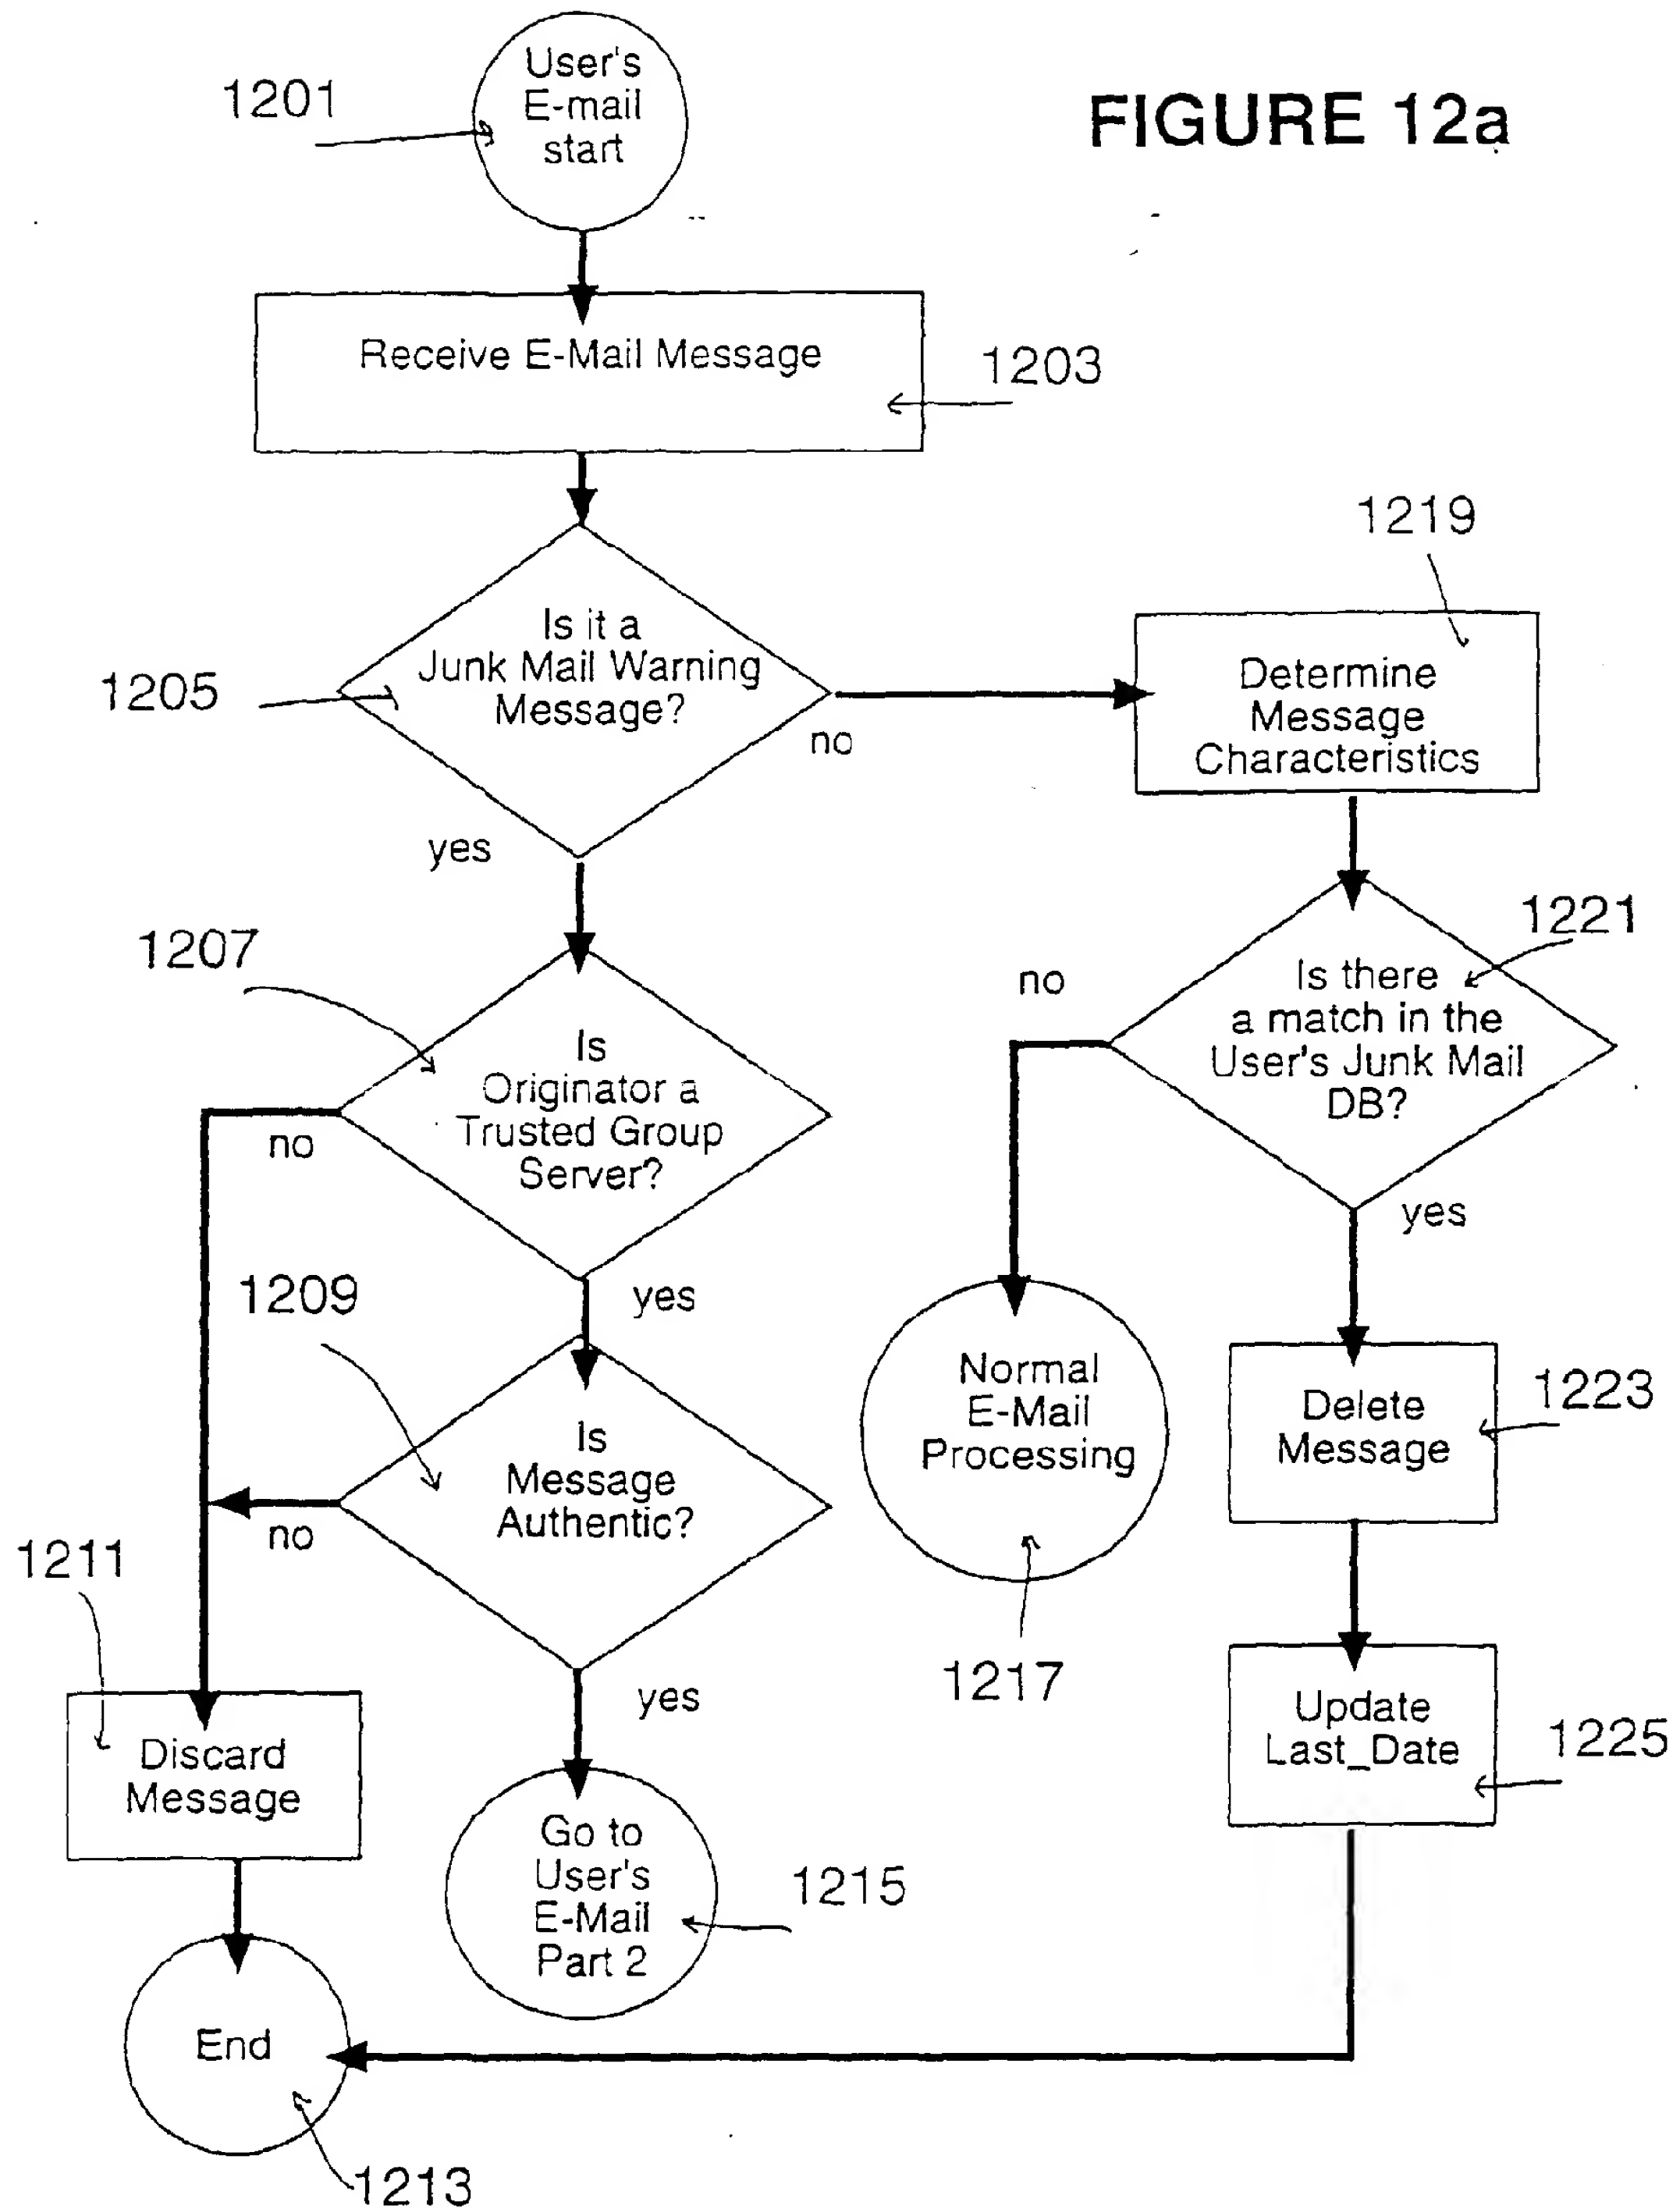 User's
E-mail
start
1201
FIGURE 12a
Receive E-Mail Message
1203
Is it a
Junk Mail Warning
Message?
1205
no
yes
1219
Determine
Message
Characteristics
1207
Is
Originator a
Trusted Group
Server?
no
yes
1221
Is there
a match in the
User's Junk Mail
DB?
no
yes
1209
Is
Message
Authentic?
no
yes
Normal
E-Mail
Processing
1217
Delete
Message
1223
1211
Discard
Message
Update
Last_Date
1225
Go to
User's
E-Mail
Part 2
1215
End
1213